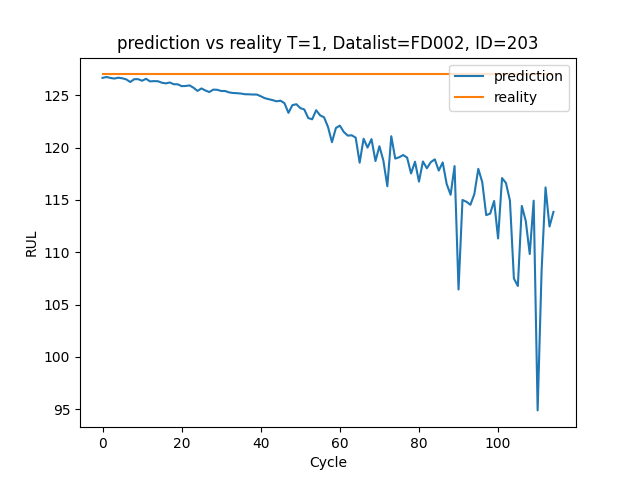 prediction vs reality T=1, Datalist=FD002, ID=203
prediction
reality
RUL
125
120
115
110
105
100
95
0 20 40 60 80 100
Cycle